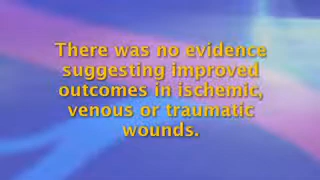 There was no evidence
suggesting improved
outcomes in ischemic,
venous or traumatic
wounds.